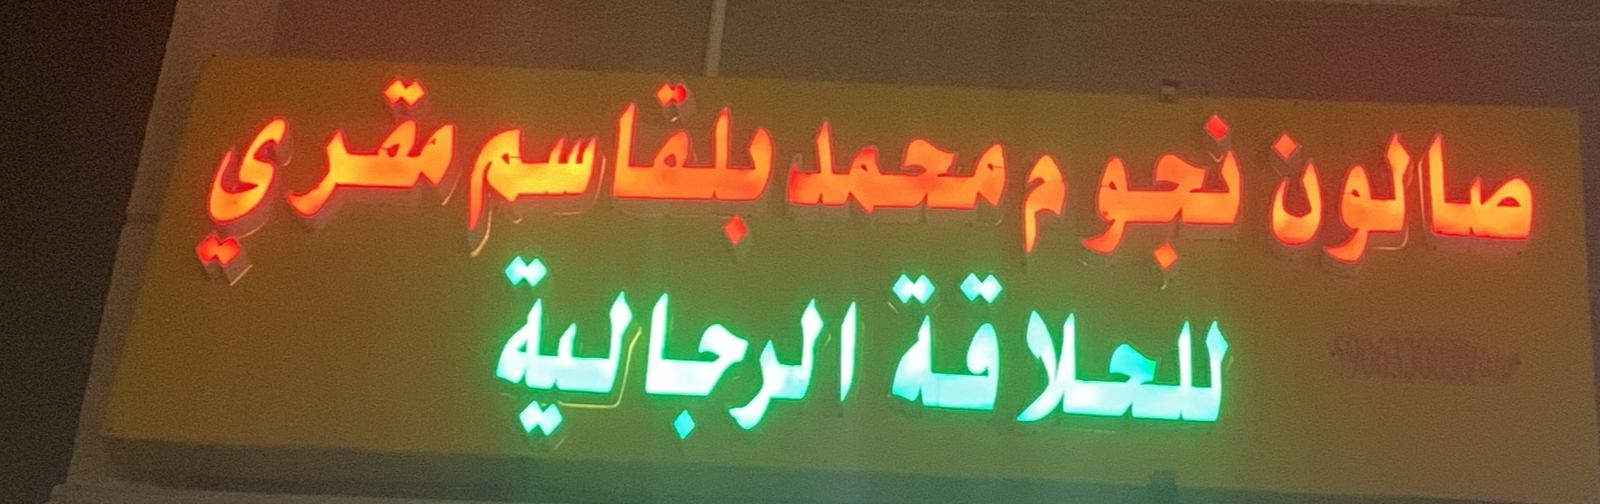 صالون نجوم محمد بلقاسم مقري
للحلاقة الرجالية